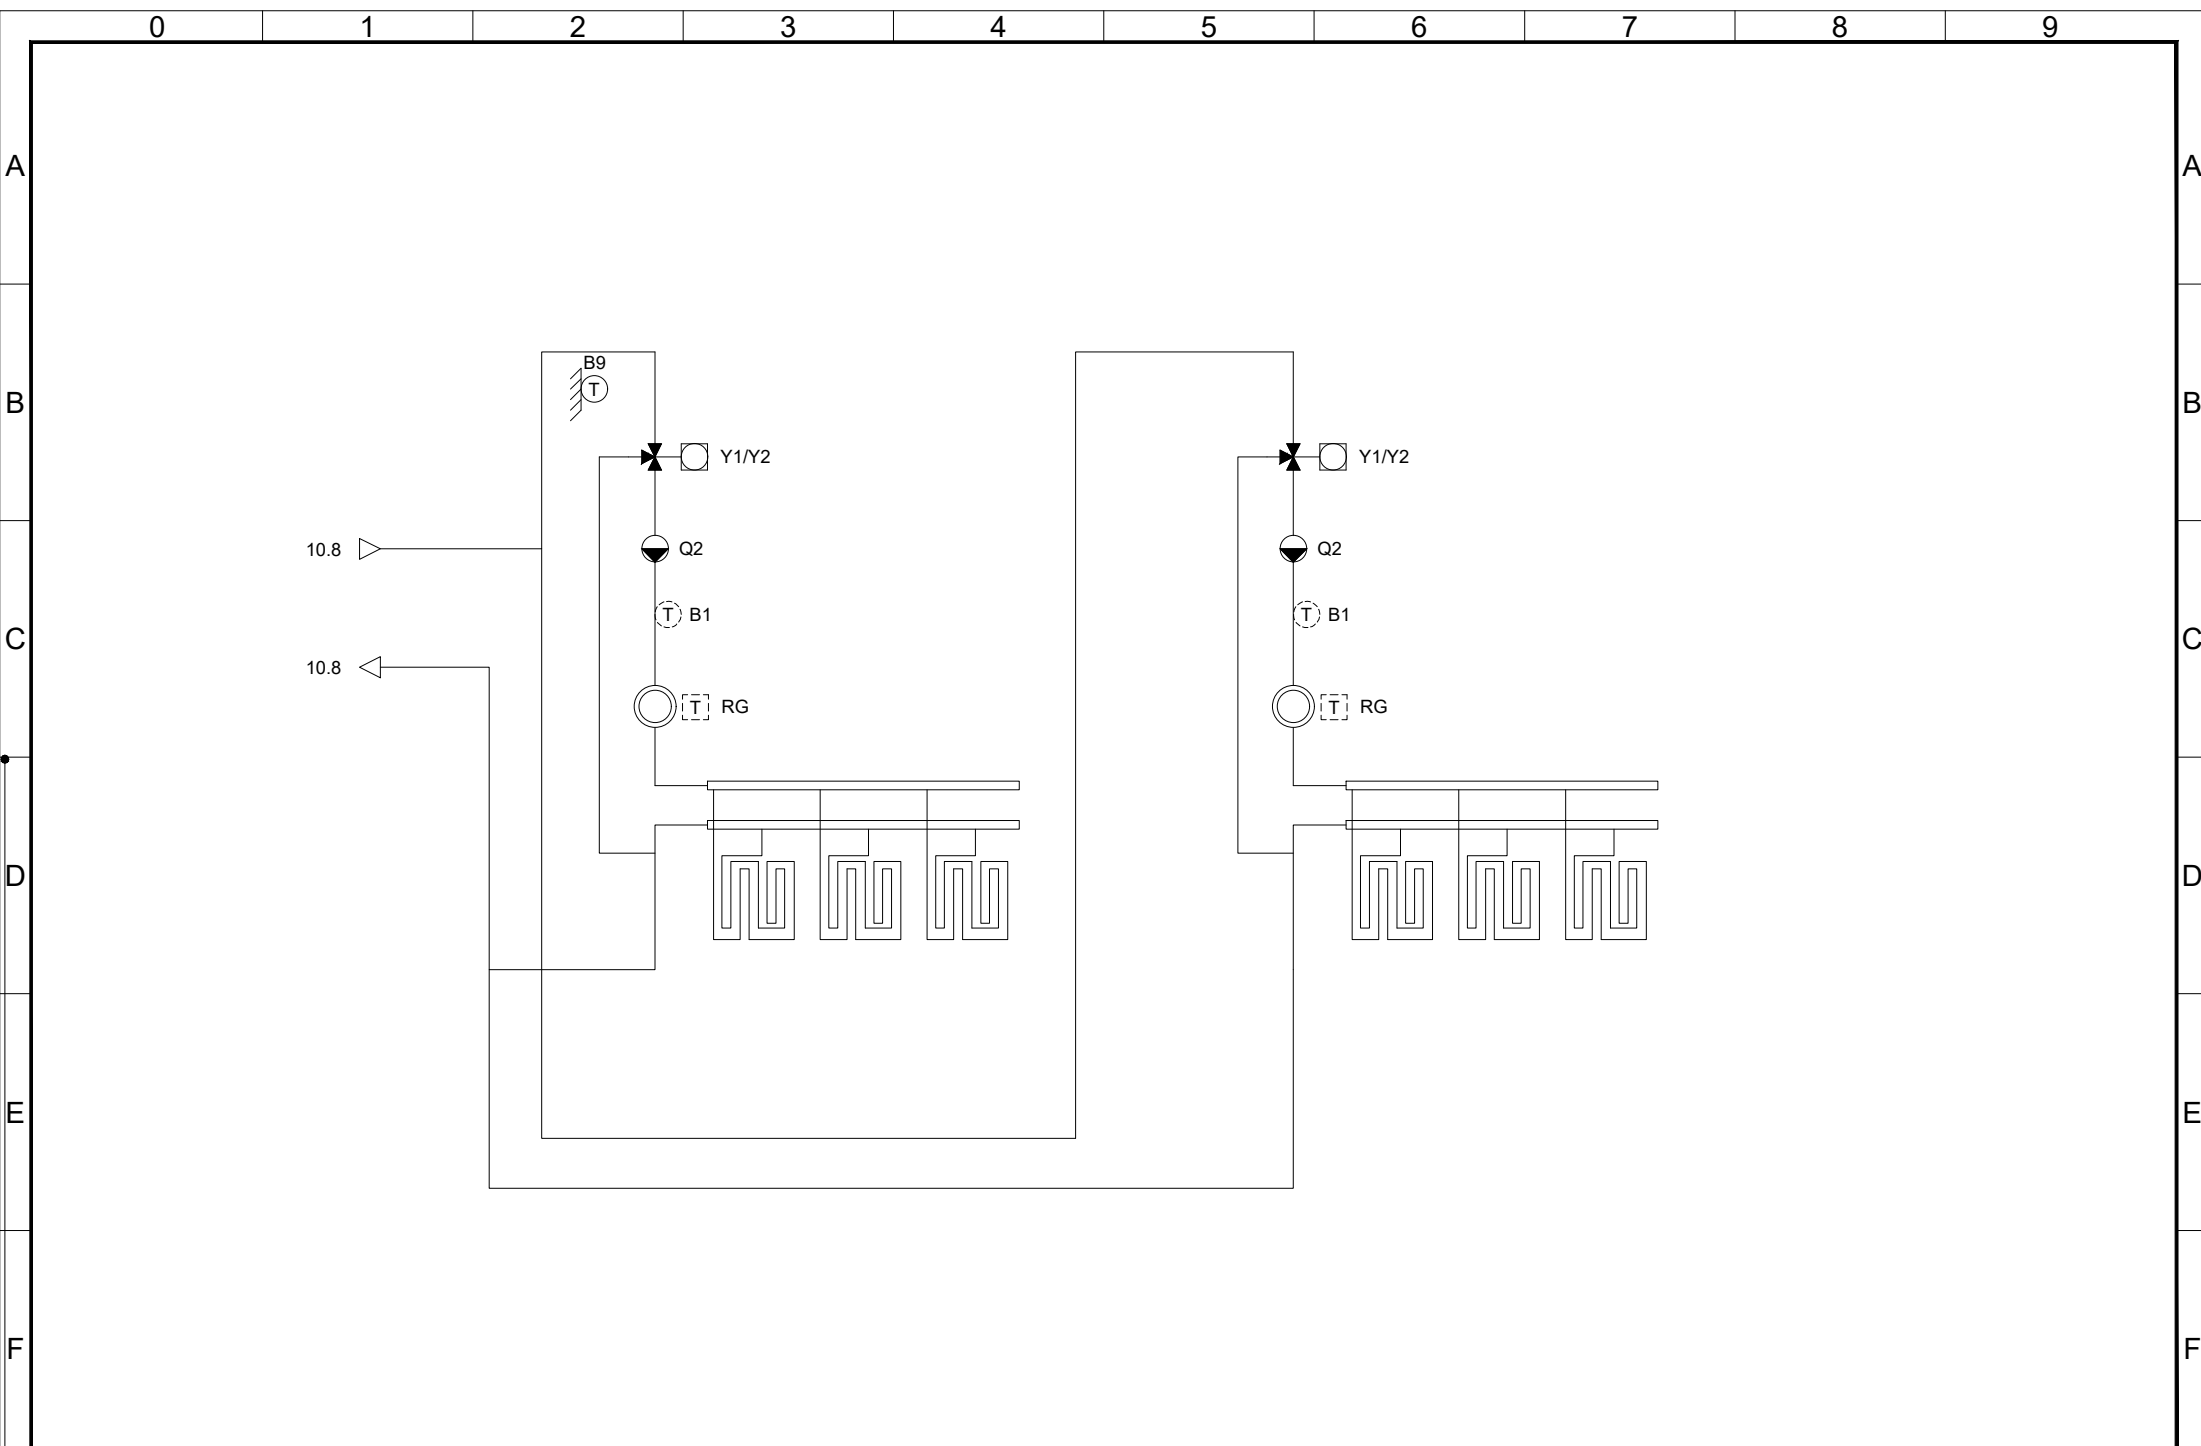 0 1 2 3 4 5 6 7 8 9
A A
B9
T
B B
Y1/Y2 Y1/Y2
10.8 Q2 Q2
T B1 T B1
C C
10.8
T RG T RG
D D
E E
F F